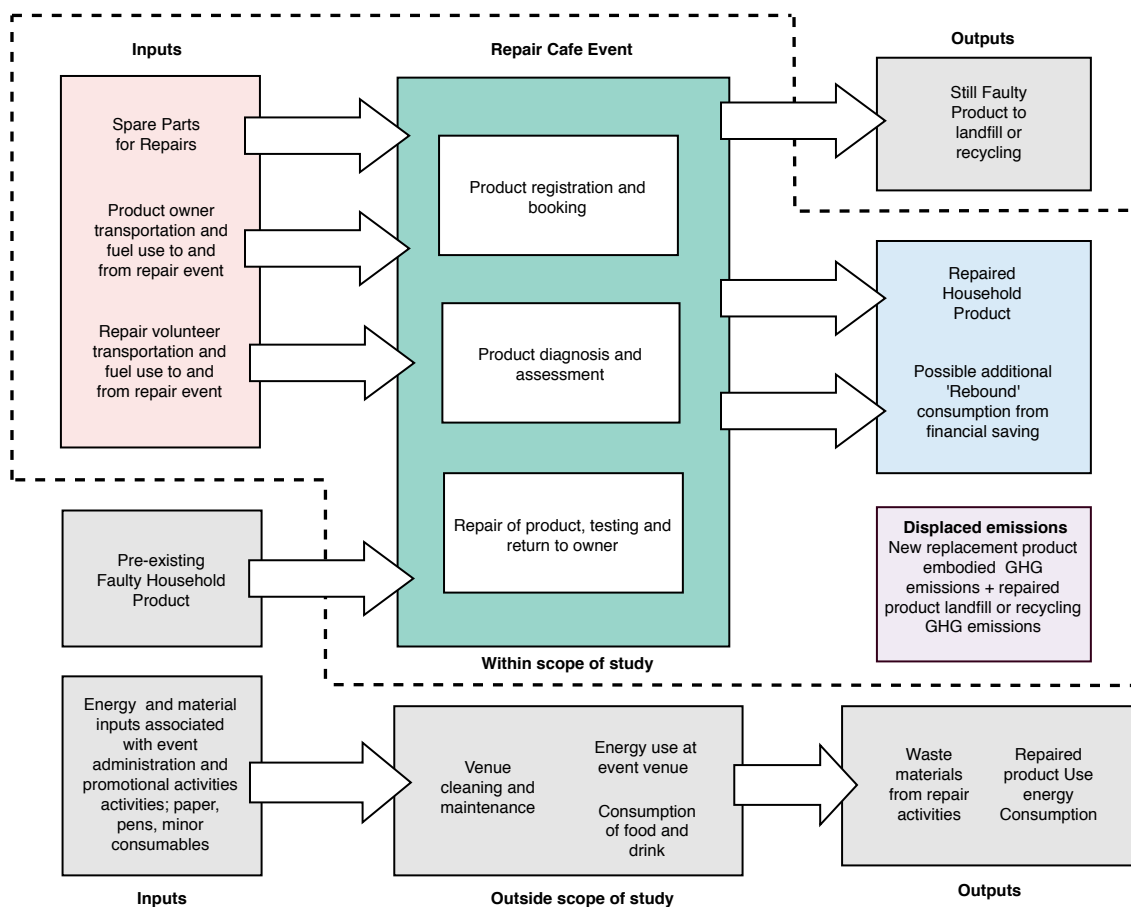 Inputs
Repair Cafe Event
Outputs
Spare Parts
for Repairs
Product owner
transportation and
fuel use to and
from repair event
Repair volunteer
transportation and
fuel use to and
from repair event
Product registration and
booking
Product diagnosis and
assessment
Repair of product, testing and
return to owner
Still Faulty
Product to
landfill or
recycling
Repaired
Household
Product
Possible additional
'Rebound'
consumption from
financial saving
Pre-existing
Faulty Household
Product
Displaced emissions
New replacement product
embodied GHG
emissions + repaired
product landfill or recycling
GHG emissions
Within scope of study
Energy and material
inputs associated
with event
administration and
promotional activities
activities; paper,
pens, minor
consumables
Venue
cleaning and
maintenance
Energy use at
event venue
Consumption
of food and
drink
Waste
materials
from repair
activities
Repaired
product Use
energy
Consumption
Inputs
Outside scope of study
Outputs